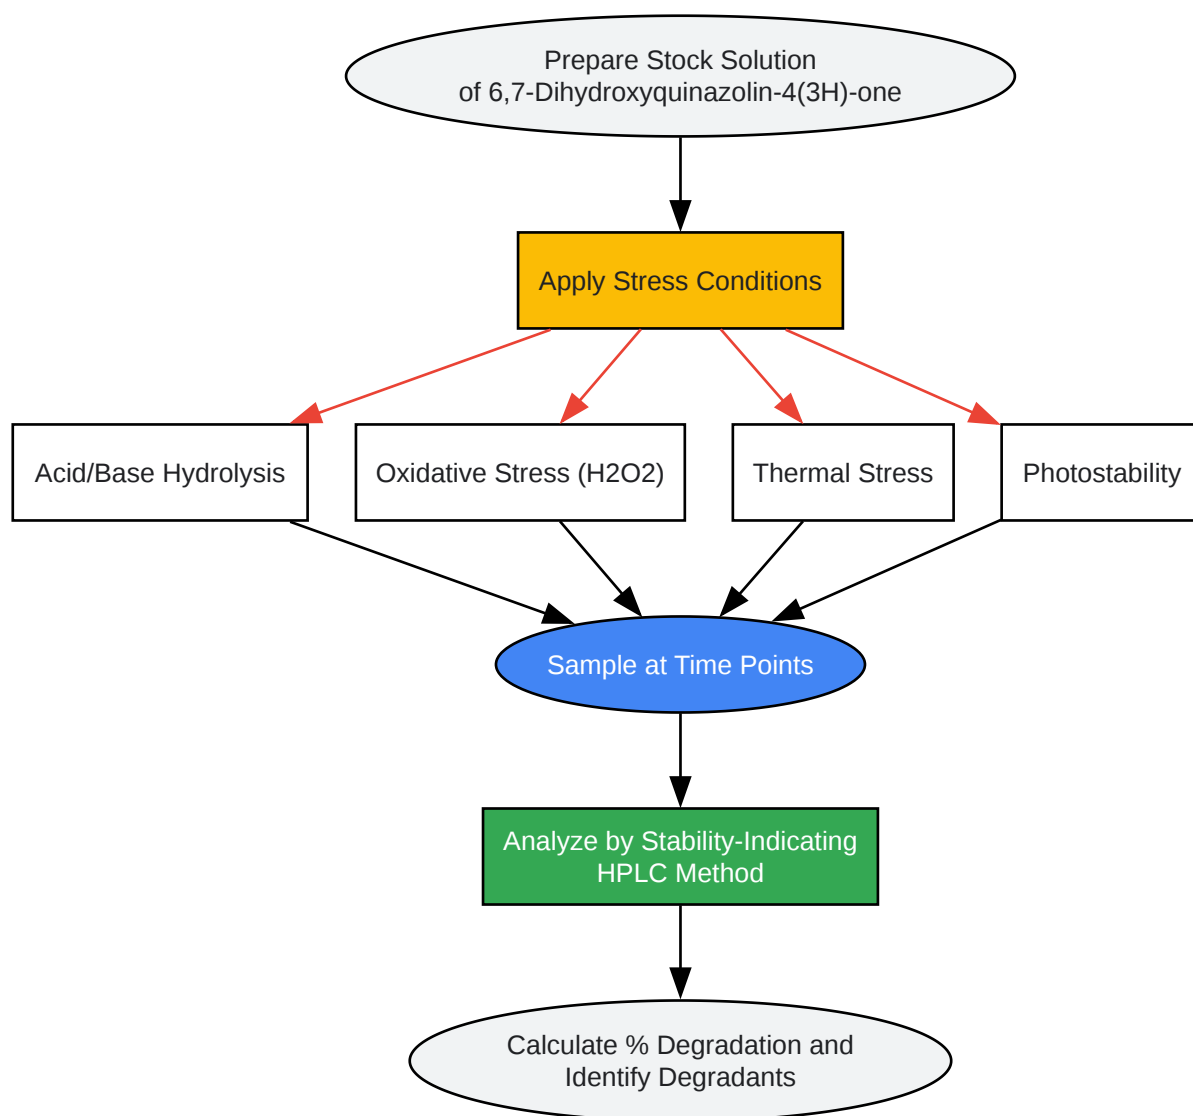 Prepare Stock Solution
of 6,7-Dihydroxyquinazolin-4(3H)-one
Apply Stress Conditions
Acid/Base Hydrolysis
Oxidative Stress (H2O2)
Thermal Stress
Photostability
Sample at Time Points
Analyze by Stability-Indicating
HPLC Method
Calculate % Degradation and
Identify Degradants